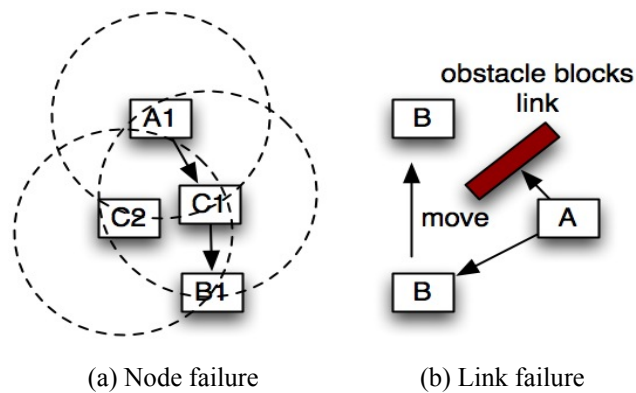 A1
C2
C1
B1
(a) Node failure
obstacle blocks
link
B
move
A
B
(b) Link failure